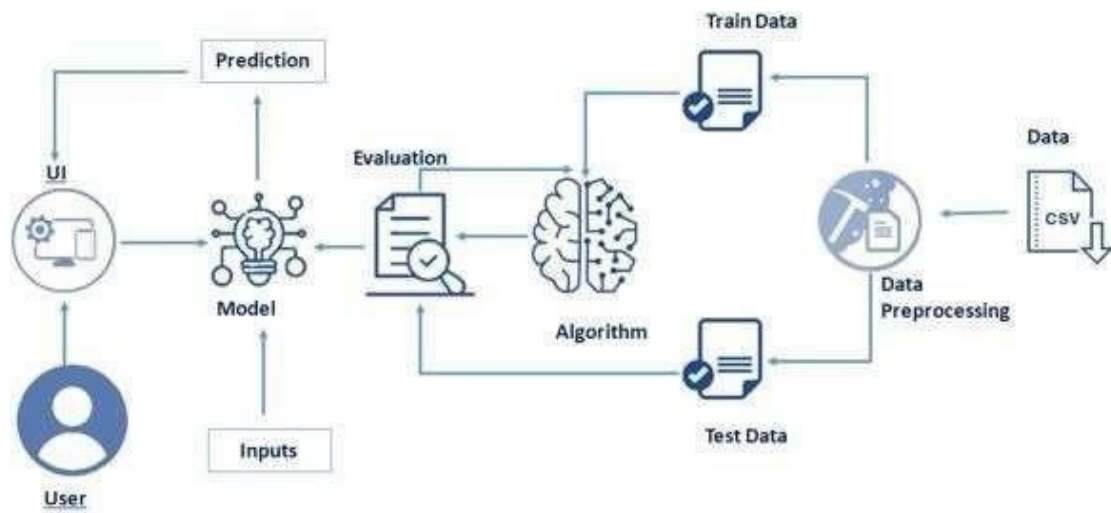 Train Data
Prediction
Data
Evaluation
UI
CSV
Model
Data
Preprocessing
Algorithm
Inputs
Test Data
User